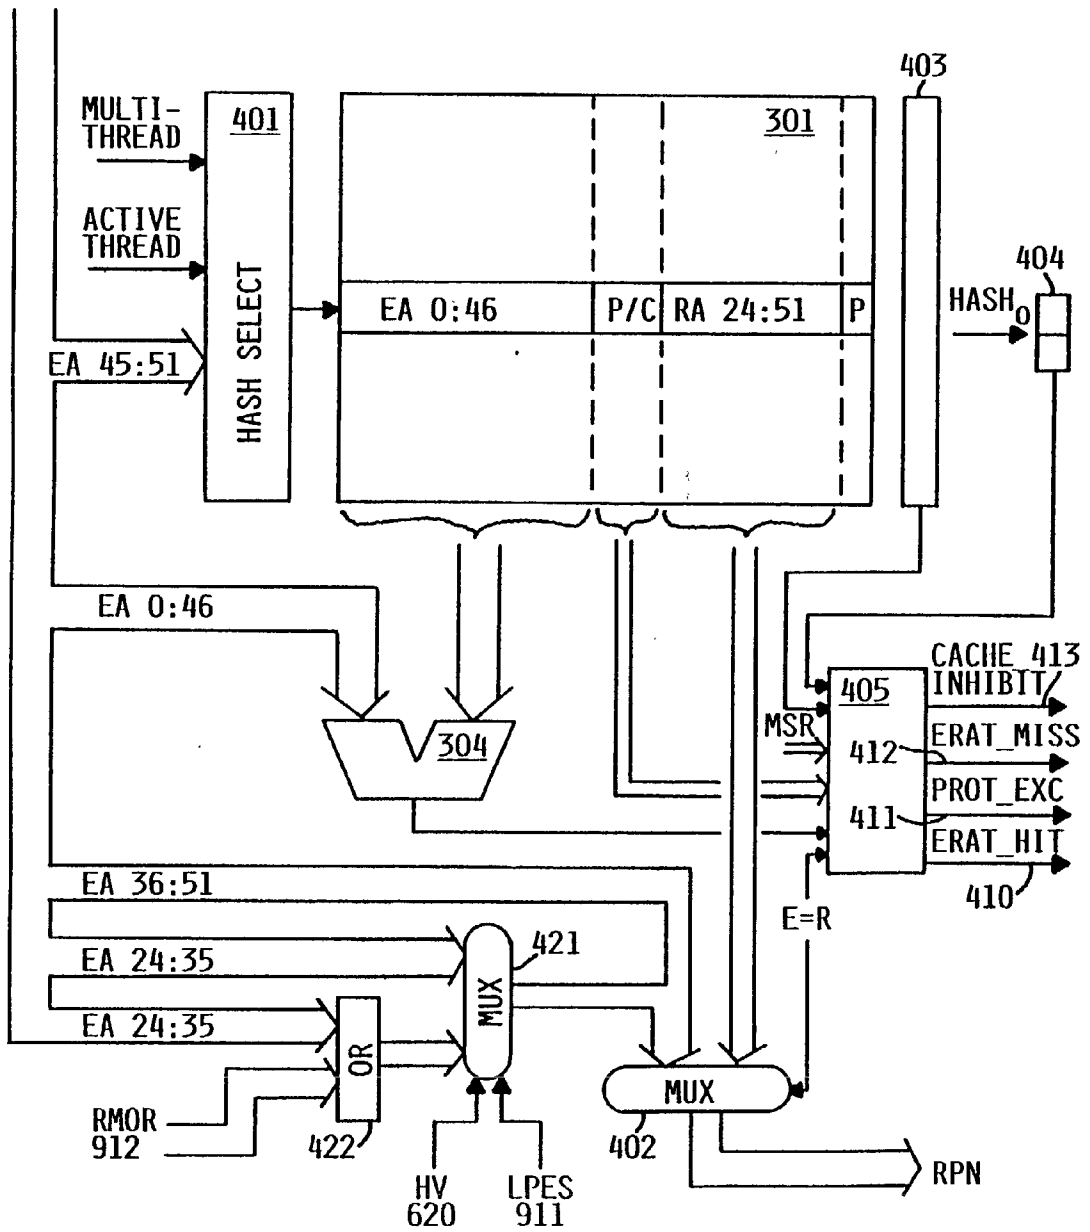 403
MULTI-
THREAD
401
301
ACTIVE
THREAD
404
HASH SELECT
EA 0:46
P/C
RA 24:51
P
HASH0
EA 45:51
EA 0:46
CACHE_413
INHIBIT
405
304
MSR
412
ERAT_MISS
PROT_EXC
411
ERAT_HIT
410
EA 36:51
E=R
421
EA 24:35
MUX
EA 24:35
OR
MUX
RMOR
912
422
402
RPN
HV
620
LPES
911